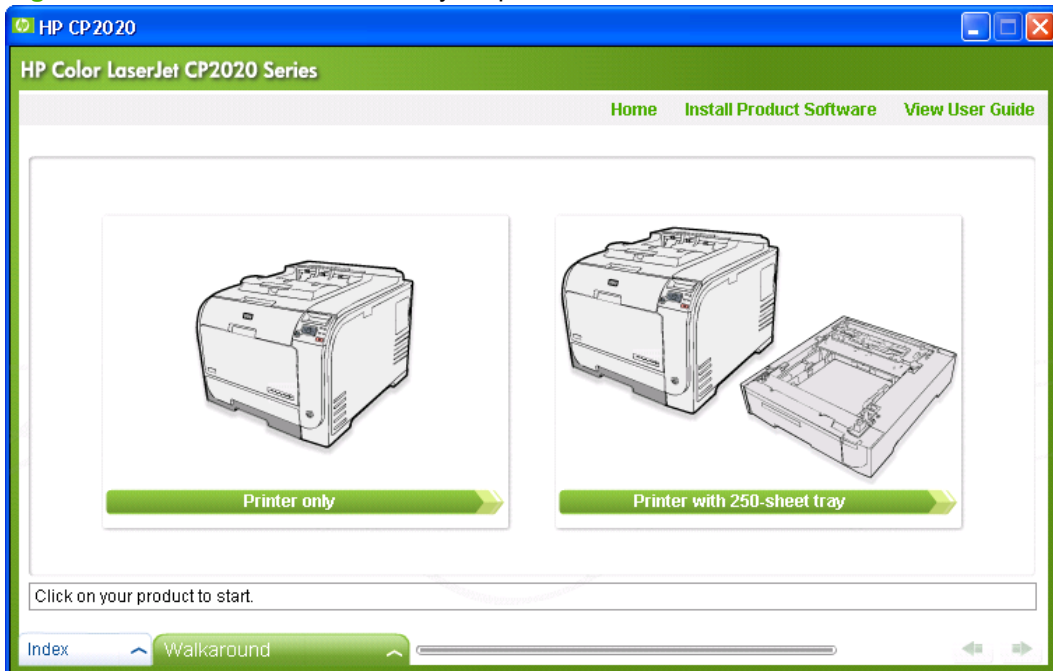 HP CP2020
HP Color LaserJet CP2020 Series
Home Install Product Software View User Guide
Printer only
Printer with 250-sheet tray
Click on your product to start.
Index
Walkaround